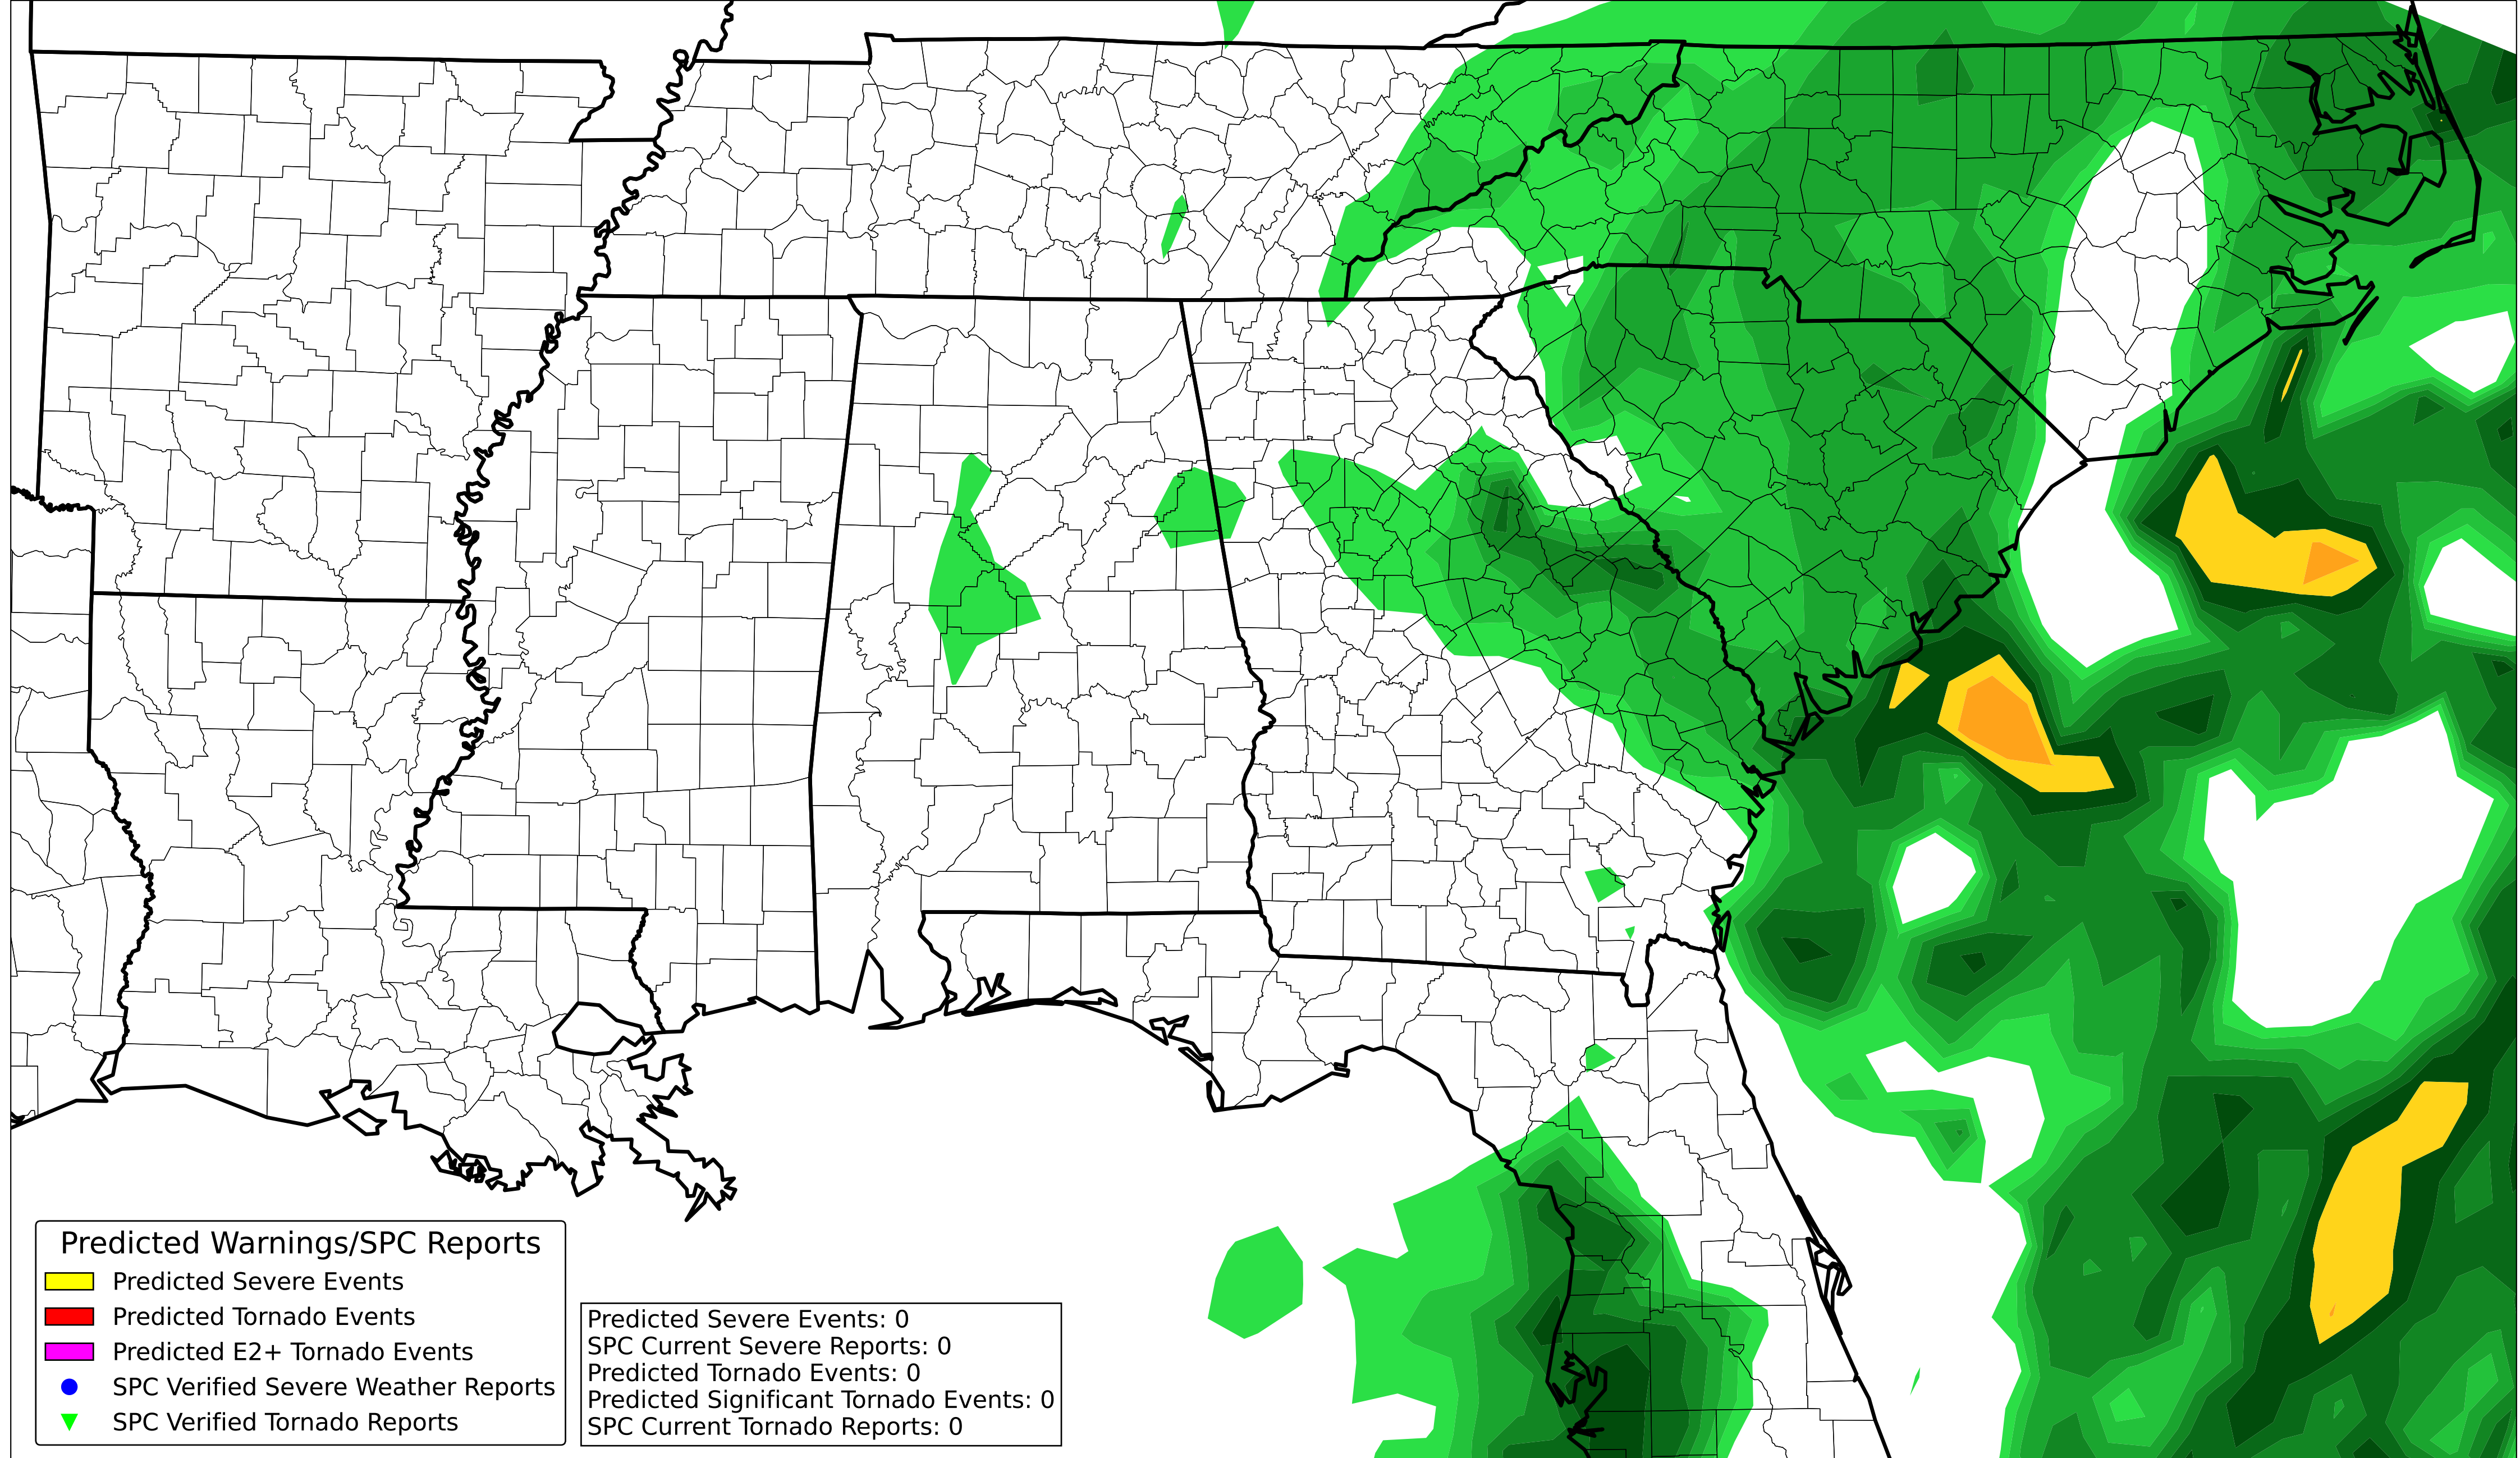 Predicted Warnings/SPC Reports
Predicted Severe Events
Predicted Tornado Events
Predicted E2+ Tornado Events
SPC Verified Severe Weather Reports
SPC Verified Tornado Reports
Predicted Severe Events: 0
SPC Current Severe Reports: 0
Predicted Tornado Events: 0
Predicted Significant Tornado Events: 0
SPC Current Tornado Reports: 0